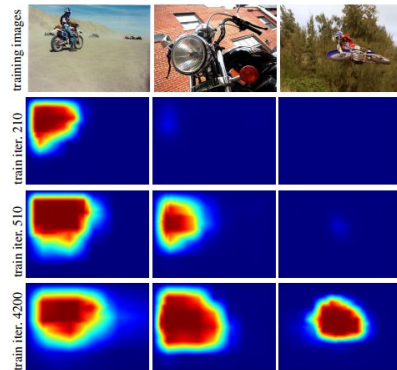 training images
train iter. 210
train iter. 510
train iter. 4200